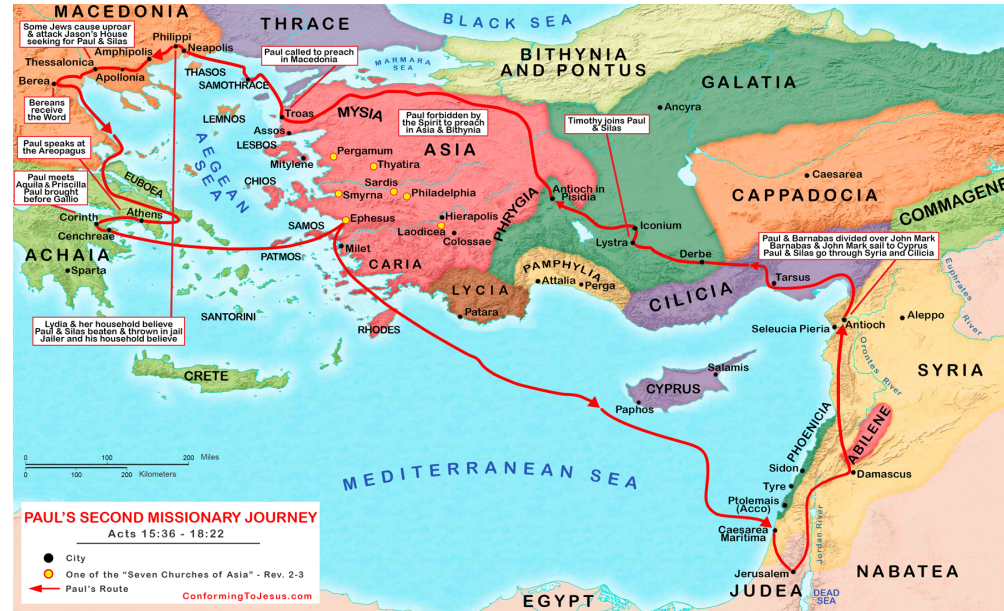 MACEDONIA
THRACE
BLACK SEA
Some Jews cause uproar
& attack Jason's House
seeking for Paul & Silas
Philippi
Neapolis
Amphipolis
Thessalonica
Apollonia
Berea
Bereans
receive
the Word
THASOS
SAMOTHRACE
Paul called to preach
in Macedonia
MARMARA
SEA
BITHYNIA
AND PONTUS
GALATIA
Ancyra
Troas
MYSIA
Paul forbidden by
the Spirit to preach
in Asia & Bithynia
Timothy joins Paul
& Silas
LEMNOS
Assos
LESBOS
Mitylene
AEGEAN
SEA
ASIA
Pergamum
Thyatira
Sardis
Smyrna
Philadelphia
CHIOS
Paul speaks at
the Areopagus
EUBOEA
Paul meets
Aquila & Priscilla
Paul brought
before Gallio
Athens
Corinth
Cenchreae
ACHAIA
Sparta
SAMOS
Ephesus
Hierapolis
Laodicea
Colossae
PHRYGIA
Antioch in
Pisidia
Iconium
Lystra
Derbe
CAPPADOCIA
Caesarea
COMMAGENE
Paul & Barnabas divided over John Mark
Barnabas & John Mark sail to Cyprus
Paul & Silas go through Syria and Cilicia
Euphrates
River
PATMOS
Milet
CARIA
LYCIA
Patara
PAMPHYLIA
Attalia
Perga
CILICIA
Tarsus
Seleucia Pieria
Antioch
Aleppo
Orontes River
SYRIA
Lydia & her household believe
Paul & Silas beaten & thrown in jail
Jailer and his household believe
SANTORINI
RHODES
CRETE
Salamis
CYPRUS
Paphos
PHOENICIA
ABILENE
Damascus
Sidon
Tyre
Ptolemais
(Acco)
Caesarea
Maritima
Jordan River
Jerusalem
JUDEA
DEAD
SEA
NABATEA
EGYPT
MEDITERRANEAN SEA
0 100 200 Miles
0 100 200 Kilometers
PAUL'S SECOND MISSIONARY JOURNEY
Acts 15:36 - 18:22
City
One of the "Seven Churches of Asia" - Rev. 2-3
Paul's Route
ConformingToJesus.com